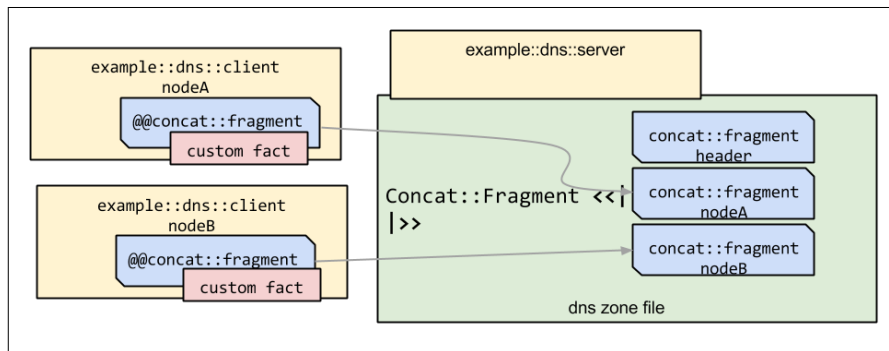 example::dns::client
nodeA
@@concat::fragment
custom fact
example::dns::client
nodeB
@@concat::fragment
custom fact
example::dns::server
concat::fragment
header
Concat::Fragment <<|
|>>
concat::fragment
nodeA
concat::fragment
nodeB
dns zone file